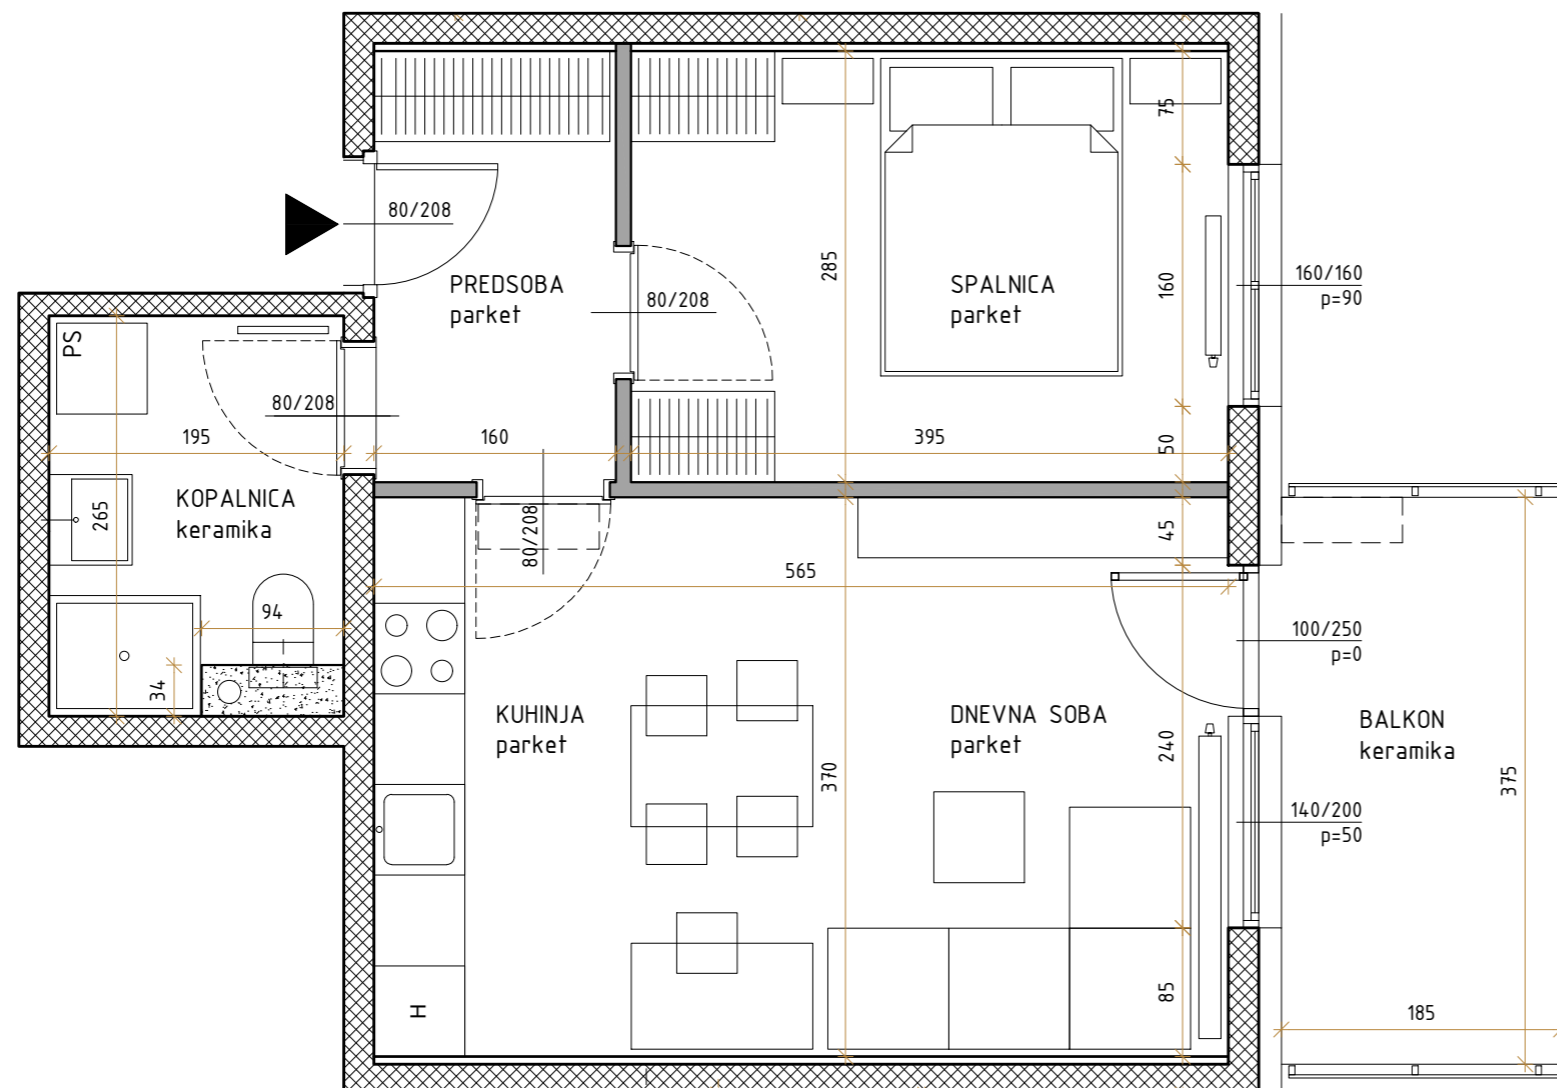 75
80/208
PREDSOBA
parket
285
80/208
SPALNICA
parket
160
160/160
p=90
PS
80/208
195
160
395
50
KOPALNICA
keramika
265
80/208
45
565
94
34
100/250
p=0
KUHINJA
parket
DNEVNA SOBA
parket
240
370
BALKON
keramika
375
140/200
p=50
H
85
185